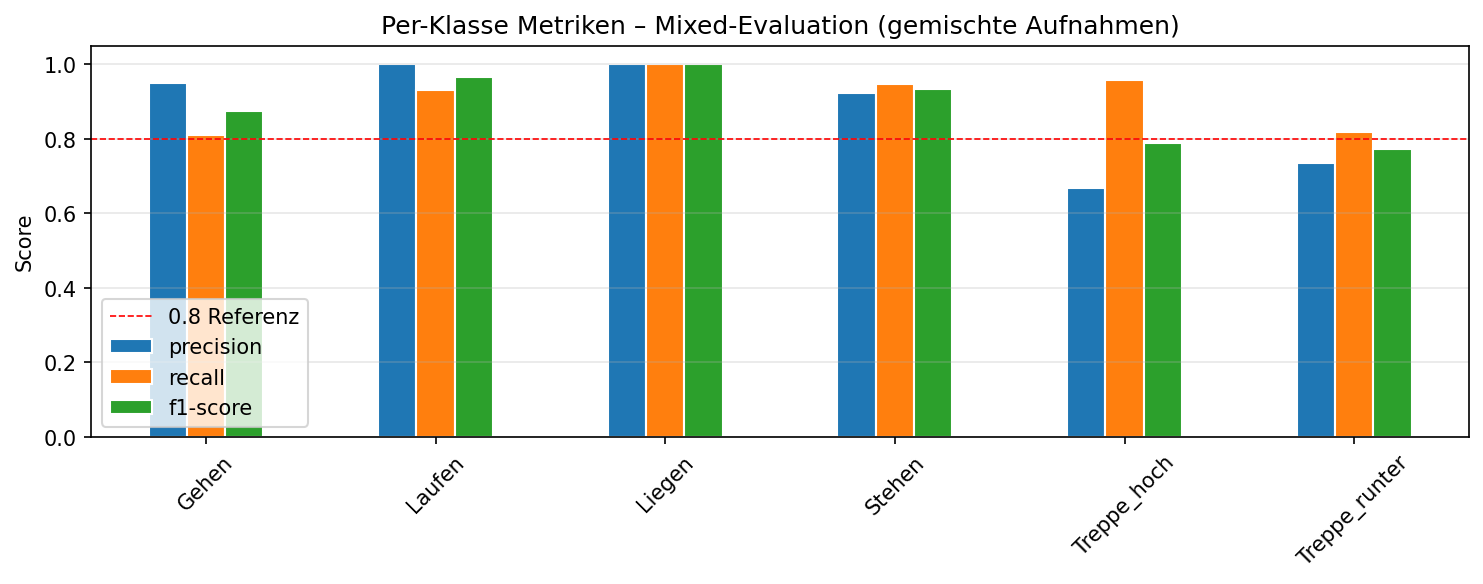 Per-Klasse Metriken – Mixed-Evaluation (gemischte Aufnahmen)
Score
1.0
0.8
0.6
0.4
0.2
0.0
0.8 Referenz
precision
recall
f1-score
Gehen
Laufen
Liegen
Stehen
Treppe_hoch
Treppe_runter